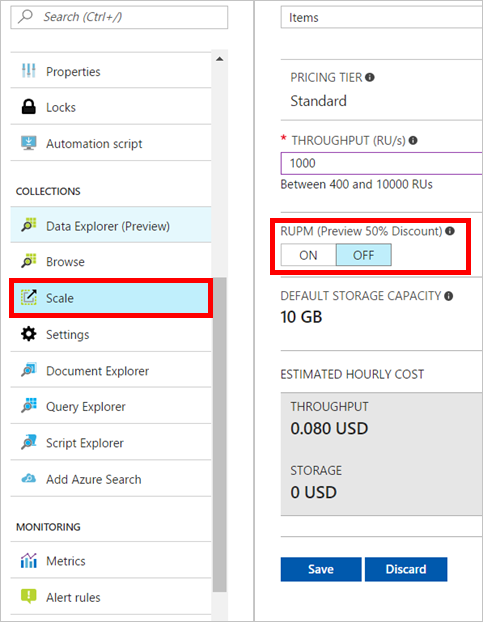 Search (Ctrl+/)
Properties
Locks
Automation script
COLLECTIONS
Data Explorer (Preview)
Browse
Scale
Settings
Document Explorer
Query Explorer
Script Explorer
Add Azure Search
MONITORING
Metrics
Alert rules
Items
PRICING TIER
Standard
* THROUGHPUT (RU/s)
1000
Between 400 and 10000 RUs
RUPM (Preview 50% Discount)
ON OFF
DEFAULT STORAGE CAPACITY
10 GB
ESTIMATED HOURLY COST
THROUGHPUT
0.080 USD
STORAGE
0 USD
Save Discard